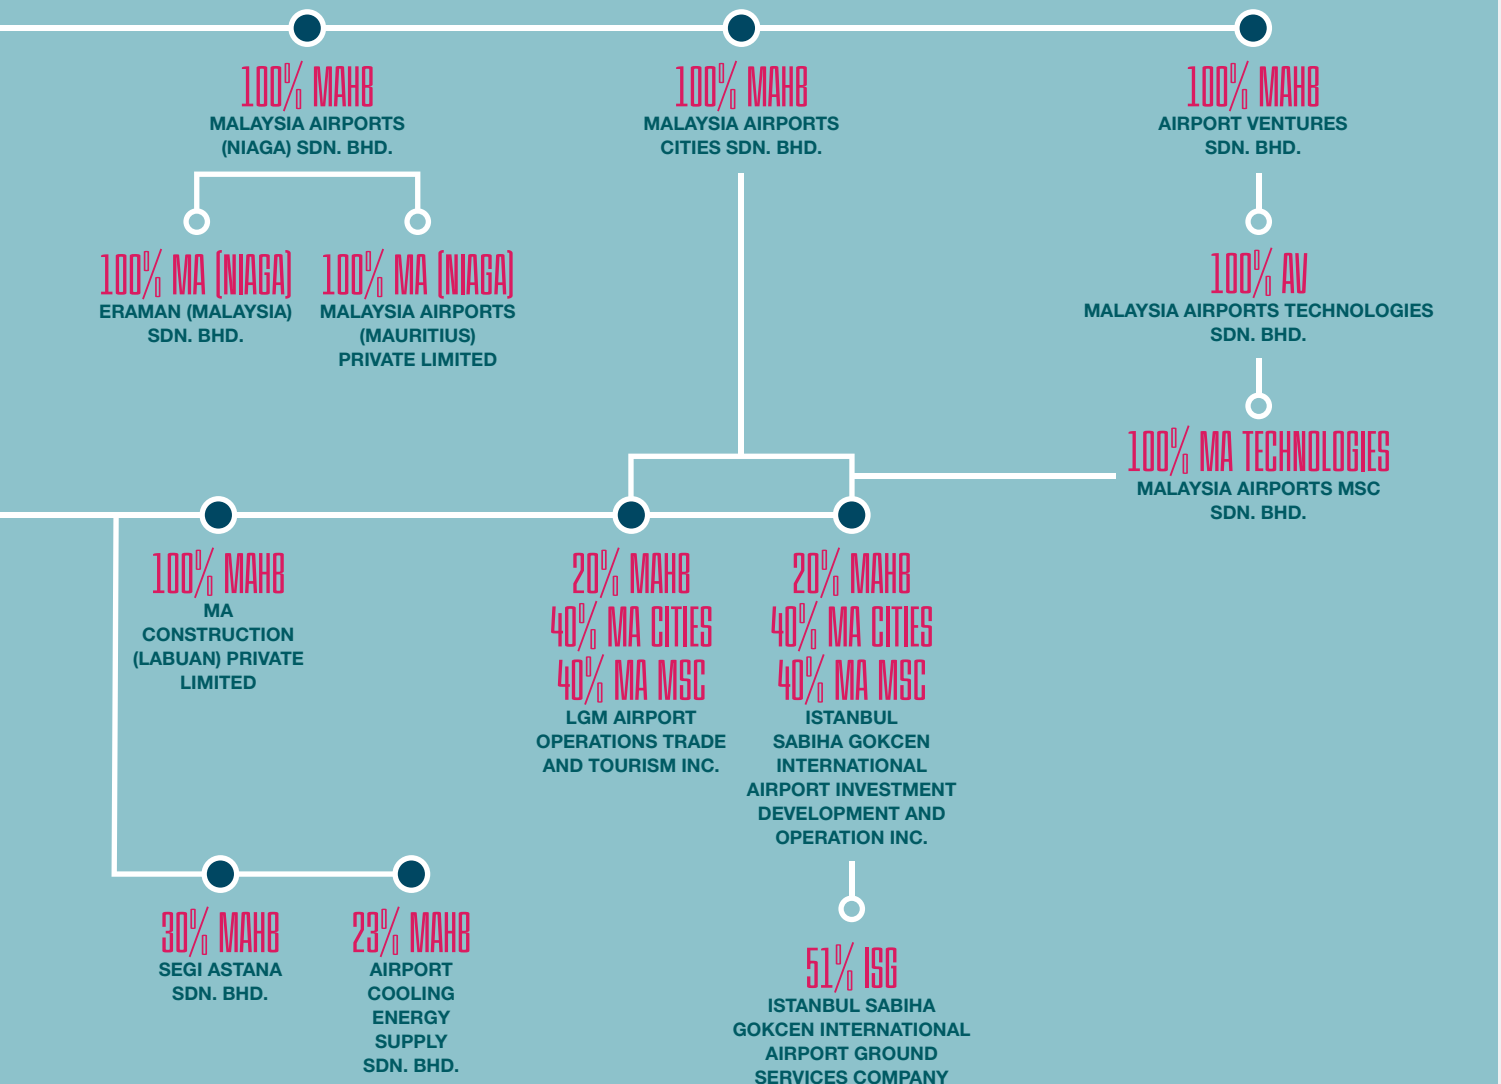 100% MAHB
MALAYSIA AIRPORTS
(NIAGA) SDN. BHD.
100% MAHB
MALAYSIA AIRPORTS
CITIES SDN. BHD.
100% MAHB
AIRPORT VENTURES
SDN. BHD.
100% MA (NIAGA)
ERAMAN (MALAYSIA)
SDN. BHD.
100% MA (NIAGA)
MALAYSIA AIRPORTS
(MAURITIUS)
PRIVATE LIMITED
100% AV
MALAYSIA AIRPORTS TECHNOLOGIES
SDN. BHD.
100% MA TECHNOLOGIES
MALAYSIA AIRPORTS MSC
SDN. BHD.
100% MAHB
MA
CONSTRUCTION
(LABUAN) PRIVATE
LIMITED
20% MAHB
40% MA CITIES
40% MA MSC
LGM AIRPORT
OPERATIONS TRADE
AND TOURISM INC.
20% MAHB
40% MA CITIES
40% MA MSC
ISTANBUL
SABIHA GOKCEN
INTERNATIONAL
AIRPORT INVESTMENT
DEVELOPMENT AND
OPERATION INC.
30% MAHB
SEGI ASTANA
SDN. BHD.
23% MAHB
AIRPORT
COOLING
ENERGY
SUPPLY
SDN. BHD.
51% ISG
ISTANBUL SABIHA
GOKCEN INTERNATIONAL
AIRPORT GROUND
SERVICES COMPANY